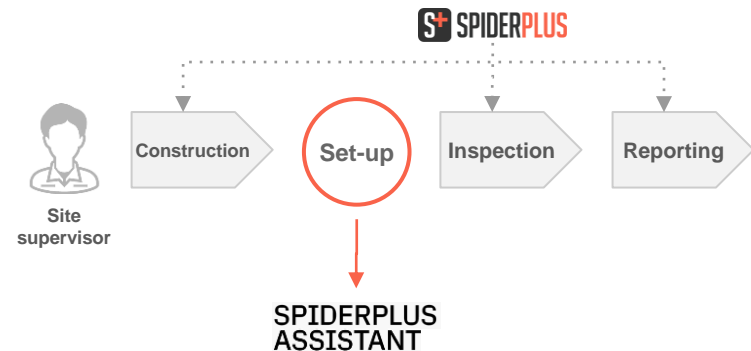 S+ SPIDERPLUS
Construction
Set-up
Inspection
Reporting
Site
supervisor
SPIDERPLUS
ASSISTANT